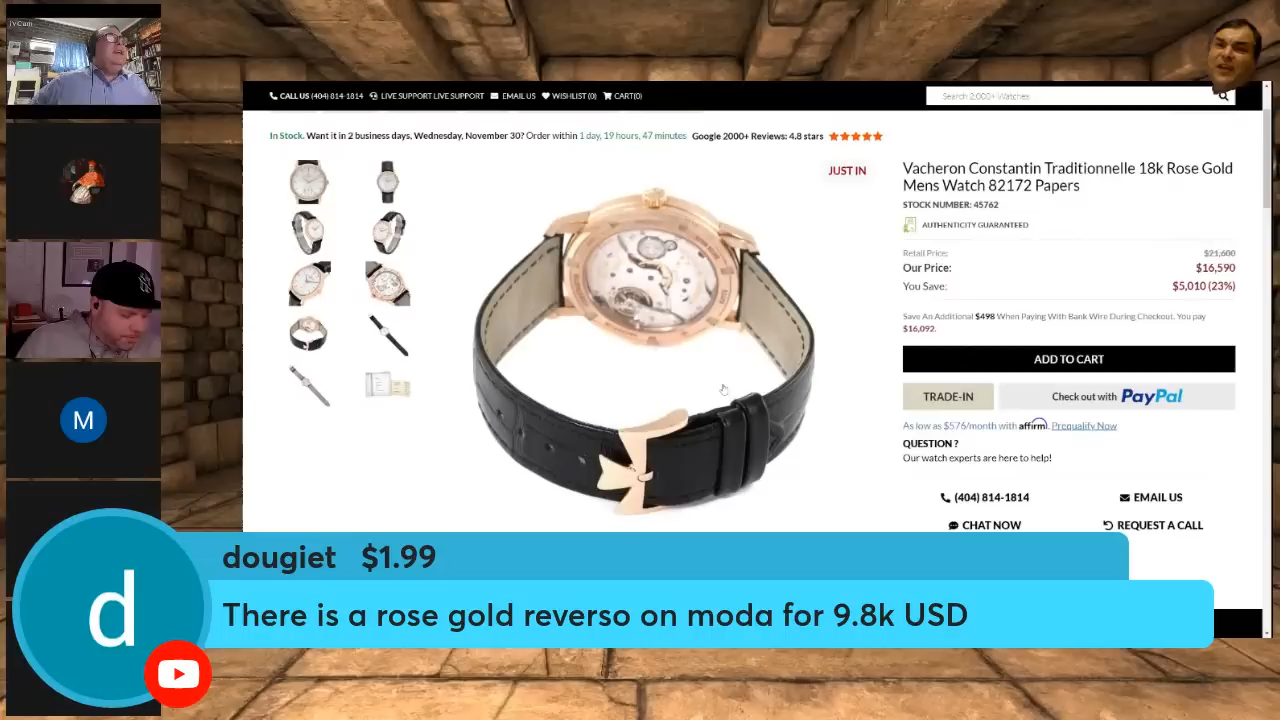 IvCam
CALL US (404) 814-1814 LIVE SUPPORT LIVE SUPPORT EMAIL US WISHLIST (0) CART(0)
Search 2,000+ Watches
In Stock. Want it in 2 business days, Wednesday, November 30? Order within 1 day, 19 hours, 47 minutes Google 2000+ Reviews: 4.8 stars
JUST IN
Vacheron Constantin Traditionnelle 18k Rose Gold
Mens Watch 82172 Papers
STOCK NUMBER: 45762
AUTHENTICITY GUARANTEED
Retail Price: $21,600
Our Price: $16,590
You Save: $5,010 (23%)
Save An Additional $498 When Paying With Bank Wire During Checkout. You pay
$16,092.
ADD TO CART
TRADE-IN Check out with PayPal
As low as $576/month with affirm. Prequalify Now
QUESTION ?
Our watch experts are here to help!
(404) 814-1814 EMAIL US
CHAT NOW REQUEST A CALL
M
d
dougiet $1.99
There is a rose gold reverso on moda for 9.8k USD